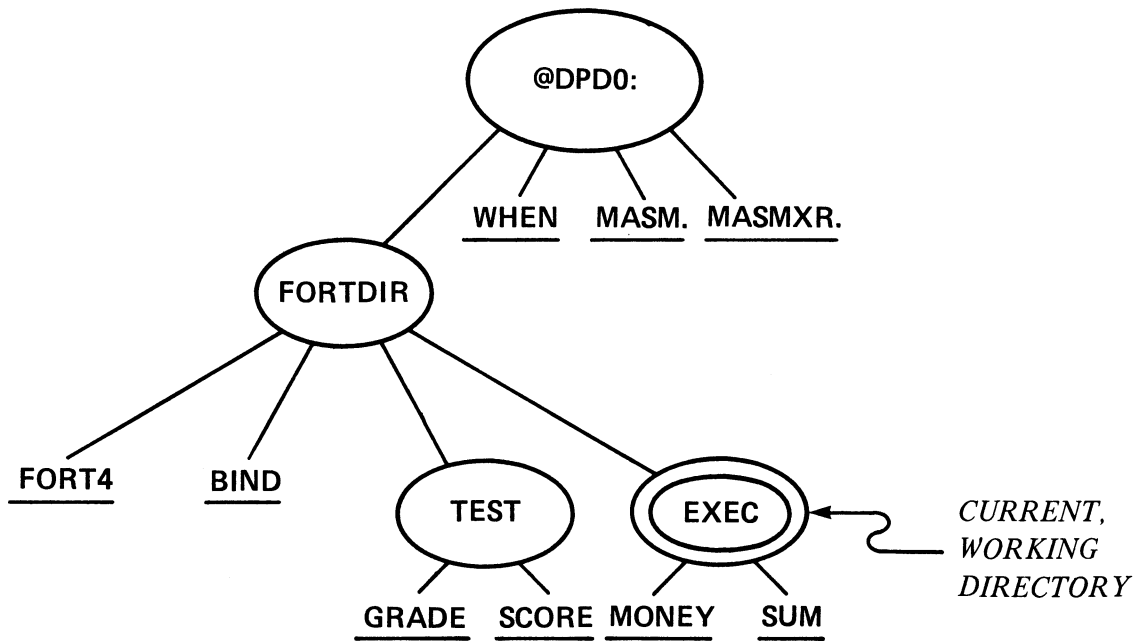 @DPD0:
WHEN MASM. MASMXR.
FORTDIR
FORT4 BIND
TEST EXEC
CURRENT,
WORKING
DIRECTORY
GRADE SCORE MONEY SUM